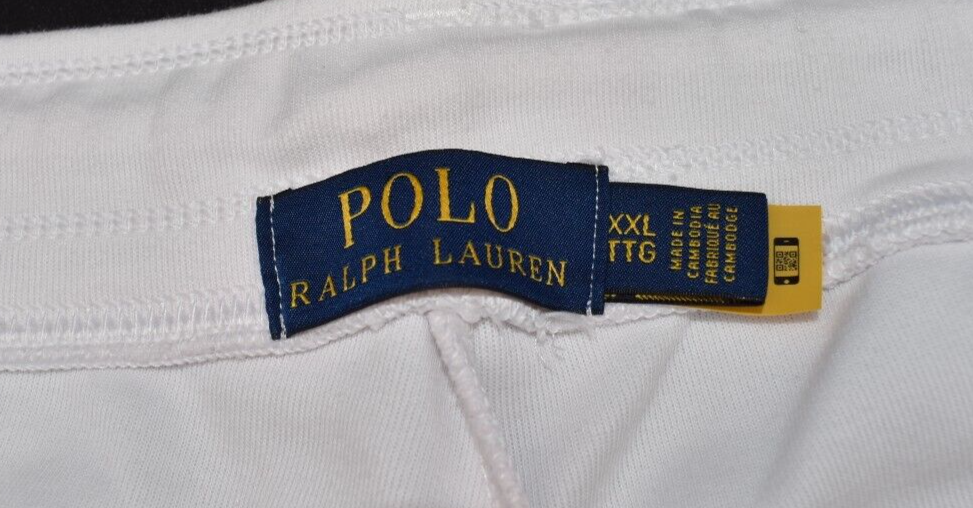 POLO
RALPH LAUREN
XXL
TTG
MADE IN
CAMBODIA
FABRIQUÉ AU
CAMBODGE